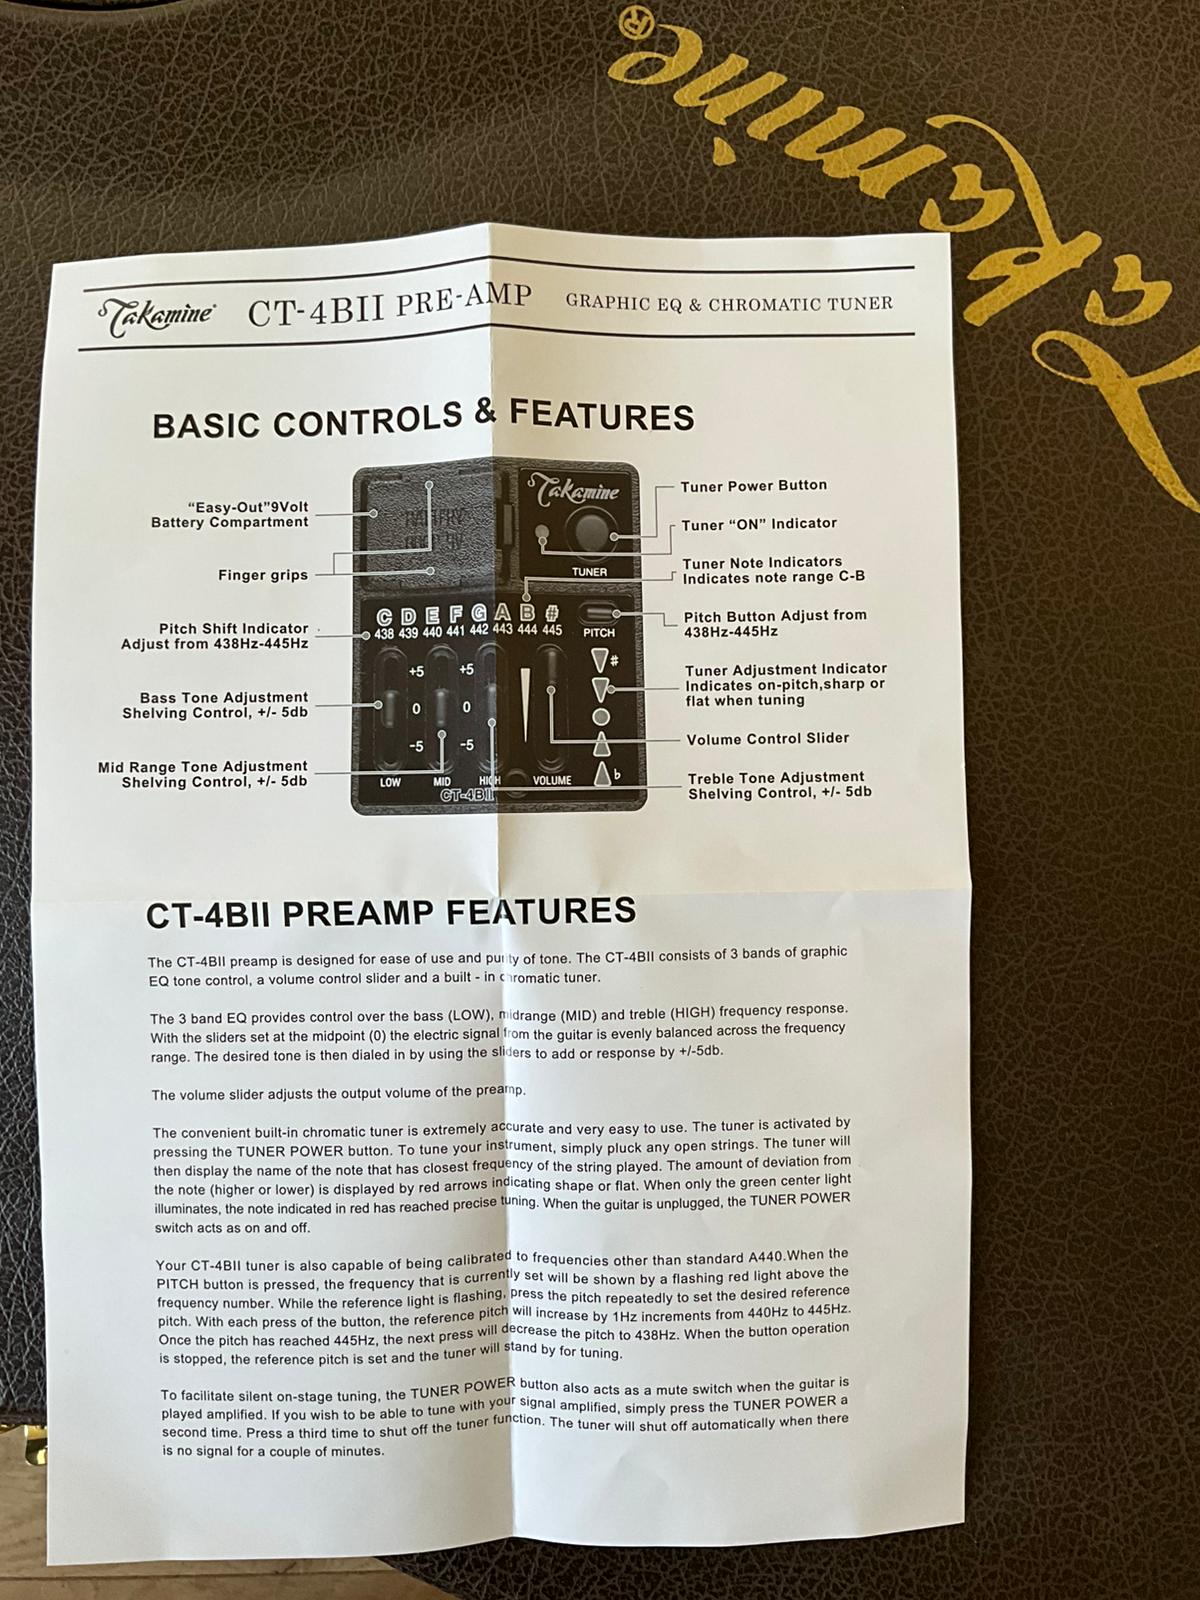 Takamine®
Takamine® CT-4BII PRE-AMP GRAPHIC EQ & CHROMATIC TUNER
BASIC CONTROLS & FEATURES
"Easy-Out"9Volt
Battery Compartment
Finger grips
Pitch Shift Indicator
Adjust from 438Hz-445Hz
Bass Tone Adjustment
Shelving Control, +/- 5db
Mid Range Tone Adjustment
Shelving Control, +/- 5db
Takamine
TUNER
C D E F G A B #
438 439 440 441 442 443 444 445
PITCH
+5 +5
0 0
-5 -5
#
b
LOW MID HIGH VOLUME
CT-4BII
Tuner Power Button
Tuner "ON" Indicator
Tuner Note Indicators
Indicates note range C-B
Pitch Button Adjust from
438Hz-445Hz
Tuner Adjustment Indicator
Indicates on-pitch,sharp or
flat when tuning
Volume Control Slider
Treble Tone Adjustment
Shelving Control, +/- 5db
CT-4BII PREAMP FEATURES
The CT-4BII preamp is designed for ease of use and purity of tone. The CT-4BII consists of 3 bands of graphic
EQ tone control, a volume control slider and a built - in chromatic tuner.
The 3 band EQ provides control over the bass (LOW), midrange (MID) and treble (HIGH) frequency response.
With the sliders set at the midpoint (0) the electric signal from the guitar is evenly balanced across the frequency
range. The desired tone is then dialed in by using the sliders to add or response by +/-5db.
The volume slider adjusts the output volume of the preamp.
The convenient built-in chromatic tuner is extremely accurate and very easy to use. The tuner is activated by
pressing the TUNER POWER button. To tune your instrument, simply pluck any open strings. The tuner will
then display the name of the note that has closest frequency of the string played. The amount of deviation from
the note (higher or lower) is displayed by red arrows indicating shape or flat. When only the green center light
illuminates, the note indicated in red has reached precise tuning. When the guitar is unplugged, the TUNER POWER
switch acts as on and off.
Your CT-4BII tuner is also capable of being calibrated to frequencies other than standard A440.When the
PITCH button is pressed, the frequency that is currently set will be shown by a flashing red light above the
frequency number. While the reference light is flashing, press the pitch repeatedly to set the desired reference
pitch. With each press of the button, the reference pitch will increase by 1Hz increments from 440Hz to 445Hz.
Once the pitch has reached 445Hz, the next press will decrease the pitch to 438Hz. When the button operation
is stopped, the reference pitch is set and the tuner will stand by for tuning.
To facilitate silent on-stage tuning, the TUNER POWER button also acts as a mute switch when the guitar is
played amplified. If you wish to be able to tune with your signal amplified, simply press the TUNER POWER a
second time. Press a third time to shut off the tuner function. The tuner will shut off automatically when there
is no signal for a couple of minutes.